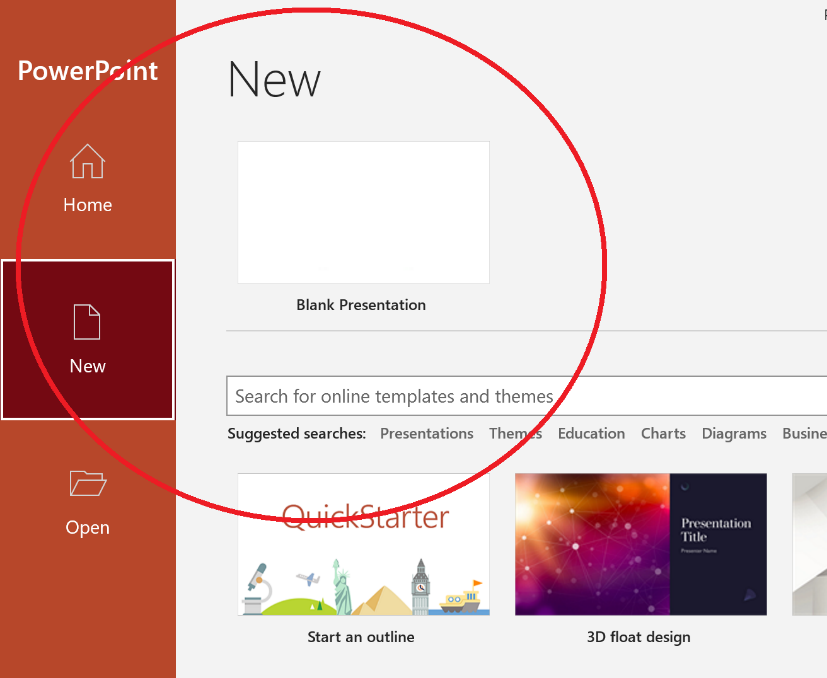 PowerPoint
Home
New
Open
New
Blank Presentation
Search for online templates and themes
Suggested searches: Presentations Themes Education Charts Diagrams Busine
QuickStarter
Start an outline
Presentation
Title
Presenter Name
3D float design